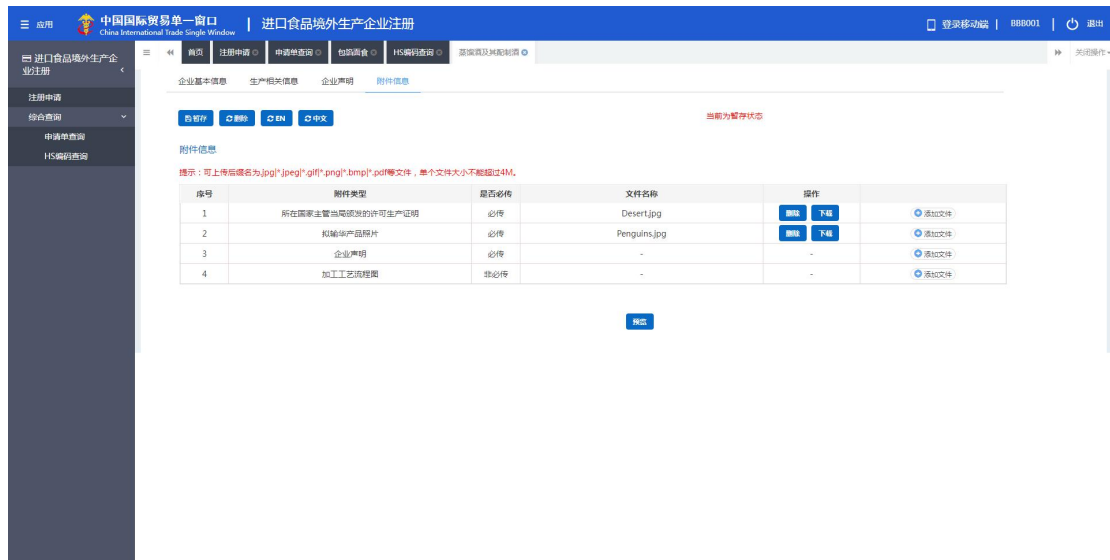 应用 中国国际贸易单一窗口 | 进口食品境外生产企业注册 登录移动端 | BBB001 | 退出
China International Trade Single Window
进口食品境外生产企业注册
注册申请
综合查询
申请单查询
HS编码查询
首页 注册申请 申请单查询 包馅面食 HS编码查询 蒸馏酒及其配制酒 关闭操作
企业基本信息 生产相关信息 企业声明 附件信息
暂存 删除 EN 中文 当前为暂存状态
附件信息
提示：可上传后缀名为.jpg|*.jpeg|*.gif|*.png|*.bmp|*.pdf等文件，单个文件大小不能超过4M。
序号 附件类型 是否必传 文件名称 操作
1 所在国家主管当局颁发的许可生产证明 必传 Desert.jpg 删除 下载 添加文件
2 拟输华产品照片 必传 Penguins.jpg 删除 下载 添加文件
3 企业声明 必传 - - 添加文件
4 加工工艺流程图 非必传 - - 添加文件
预览